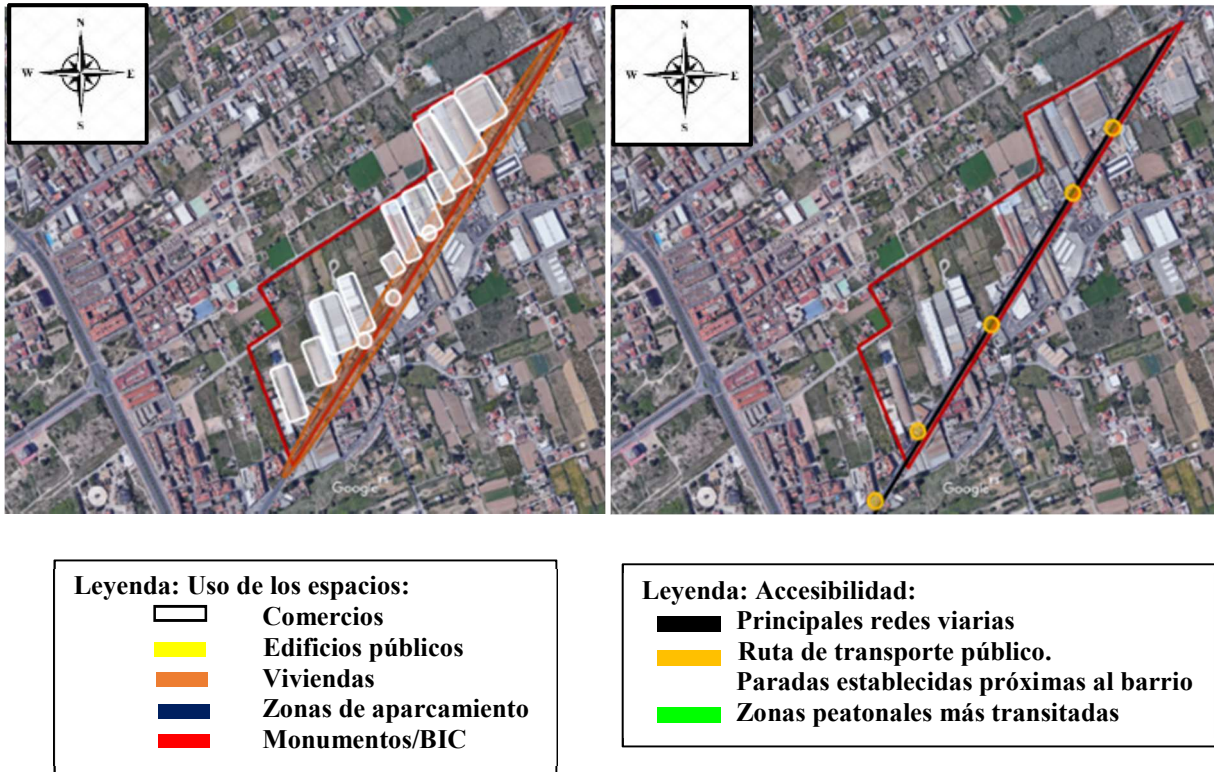 N
W E
S
N
W E
S
Google
Google
Leyenda: Uso de los espacios:
Comercios
Edificios públicos
Viviendas
Zonas de aparcamiento
Monumentos/BIC
Leyenda: Accesibilidad:
Principales redes viarias
Ruta de transporte público.
Paradas establecidas próximas al barrio
Zonas peatonales más transitadas